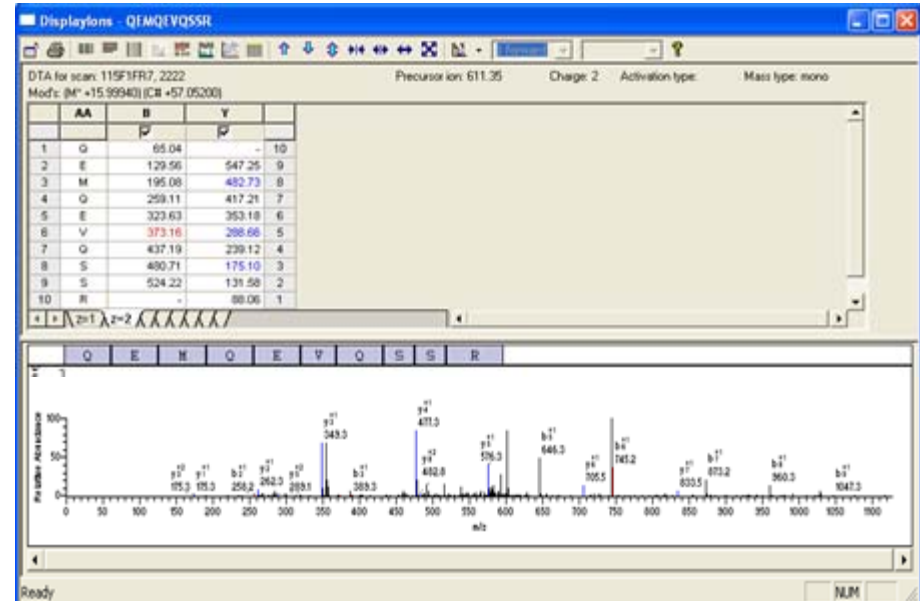 DisplayIons - QEMQEVQSSR
DTA for scan: 115F1FR7, 2222 Precursor ion: 611.35 Charge: 2 Activation type: Mass type: mono
Mod's: (M* +15.99940) (C# +57.05200)
AA B Y
1 Q 65.04 - 10
2 E 129.56 547.25 9
3 M 195.08 482.73 8
4 Q 259.11 417.21 7
5 E 323.63 353.18 6
6 V 373.16 288.66 5
7 Q 437.19 239.12 4
8 S 480.71 175.10 3
9 S 524.22 131.58 2
10 R - 88.06 1
z=1 z=2
Q E M Q E V Q S S R
Relative Abundance
100
50
0
175.3 175.3 258.2 262.3 289.1 349.3 389.3 477.3 482.8 576.3 646.3 705.5 745.2 833.5 873.2 960.3 1047.3
0 50 100 150 200 250 300 350 400 450 500 550 600 650 700 750 800 850 900 950 1000 1050 1100
m/z
Ready NUM